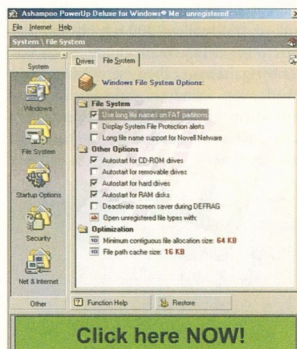 Ashampoo PowerUp Deluxe for Windows® Me - unregistered -
File Internet Help
System \ File System
System
Windows
File System
Startup Options
Security
Net & Internet
Other
Drives File System
Windows File System Options:
File System
Use long file names on FAT partitions
Display System File Protection alerts
Long file name support for Novell Netware
Other Options
Autostart for CD-ROM drives
Autostart for removable drives
Autostart for hard drives
Autostart for RAM disks
Deactivate screen saver during DEFRAG
Open unregistered file types with:
Optimization
Minimum contiguous file allocation size: 64 KB
File path cache size: 16 KB
Function Help
Restore
Click here NOW!